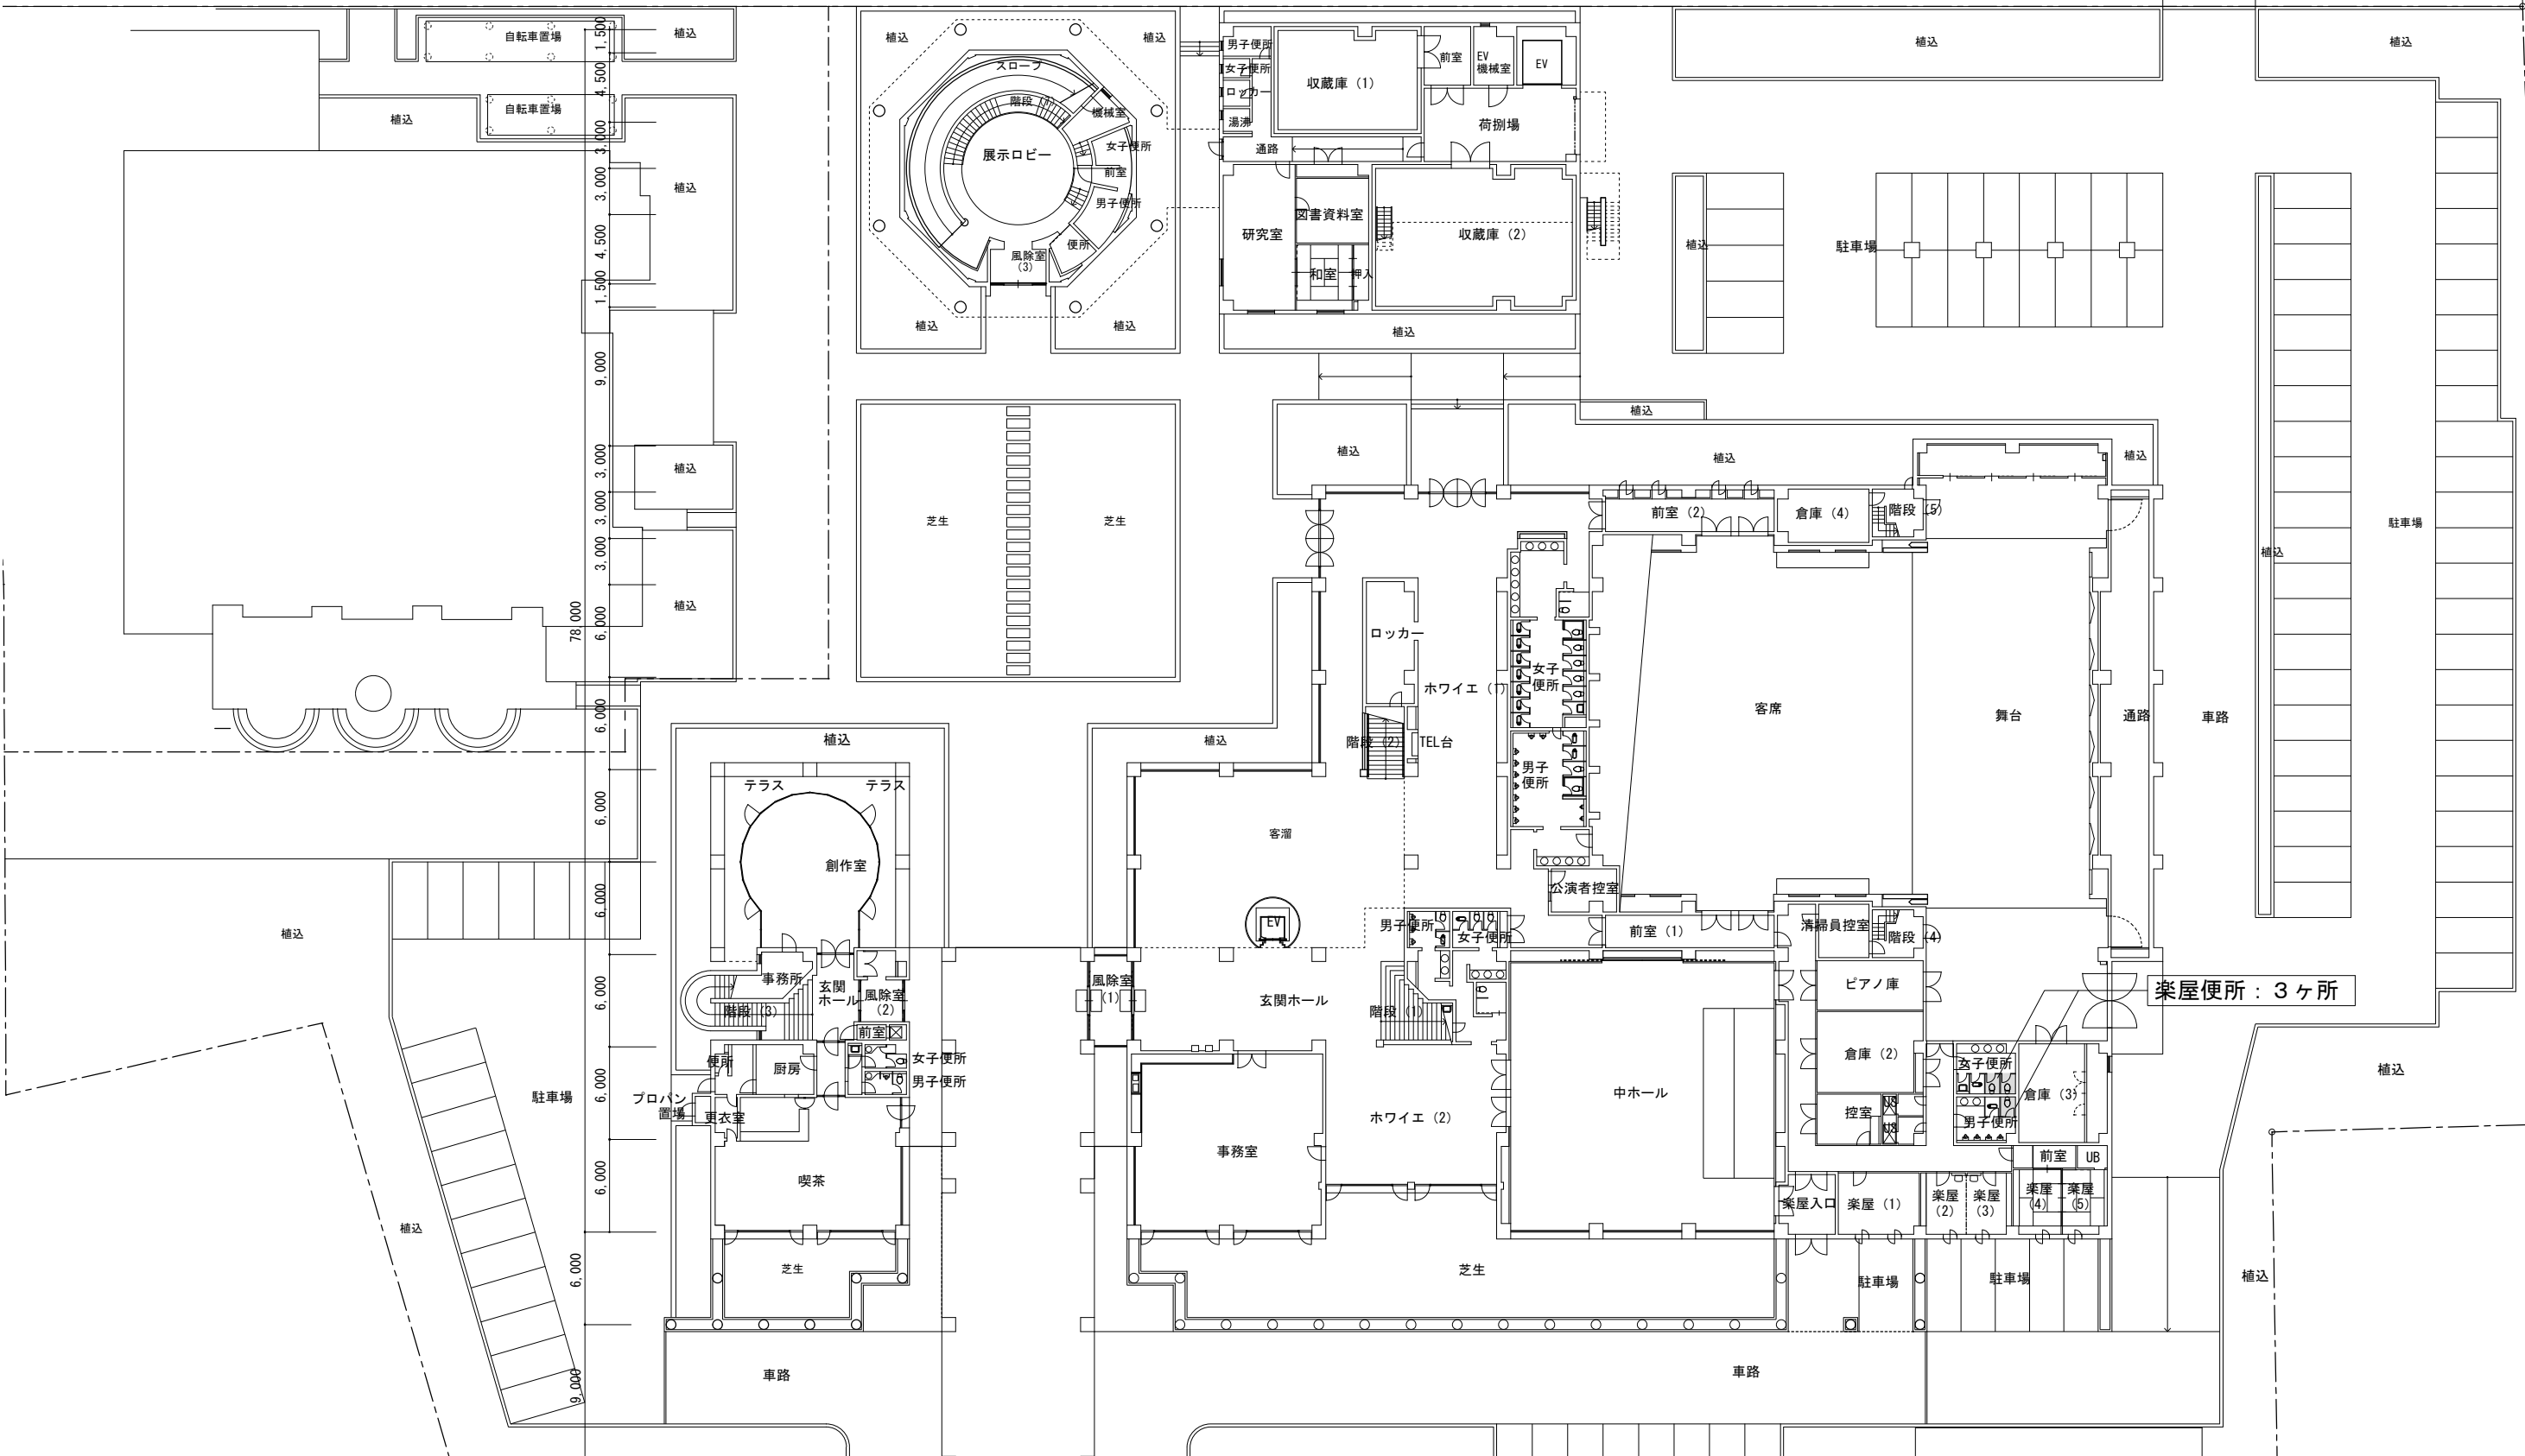 自転車置場
植込
自転車置場
植込
植込
1,500
4,500
3,000
3,000
4,500
1,500
9,000
3,000
3,000
3,000
6,000
78,000
6,000
6,000
6,000
6,000
6,000
6,000
6,000
9,000
植込
植込
植込
植込
スロープ
階段
機械室
展示ロビー
女子便所
前室
男子便所
便所
風除室
(3)
植込
植込
男子便所
女子便所
ロッカー
湯沸
収蔵庫 (1)
前室
EV
機械室
EV
荷捌場
通路
研究室
図書資料室
和室
押入
収蔵庫 (2)
植込
植込
植込
植込
駐車場
植込
駐車場
芝生
芝生
植込
植込
植込
植込
前室 (2)
倉庫 (4)
階段 (5)
ロッカー
ホワイエ (1)
女子
便所
階段 (2)
TEL台
男子
便所
客席
舞台
通路
車路
植込
植込
テラス
テラス
創作室
客溜
EV
公演者控室
男子便所
女子便所
前室 (1)
清掃員控室
階段 (4)
植込
事務所
玄関
ホール
風除室
(2)
階段 (3)
前室
便所
厨房
女子便所
男子便所
プロパン
置場
更衣室
喫茶
駐車場
植込
芝生
風除室
(1)
玄関ホール
階段 (1)
事務室
ホワイエ (2)
中ホール
ピアノ庫
倉庫 (2)
控室
楽屋便所：３ヶ所
女子便所
男子便所
倉庫 (3)
前室
UB
楽屋入口
楽屋 (1)
楽屋
(2)
楽屋
(3)
楽屋
(4)
楽屋
(5)
植込
植込
芝生
駐車場
駐車場
車路
車路